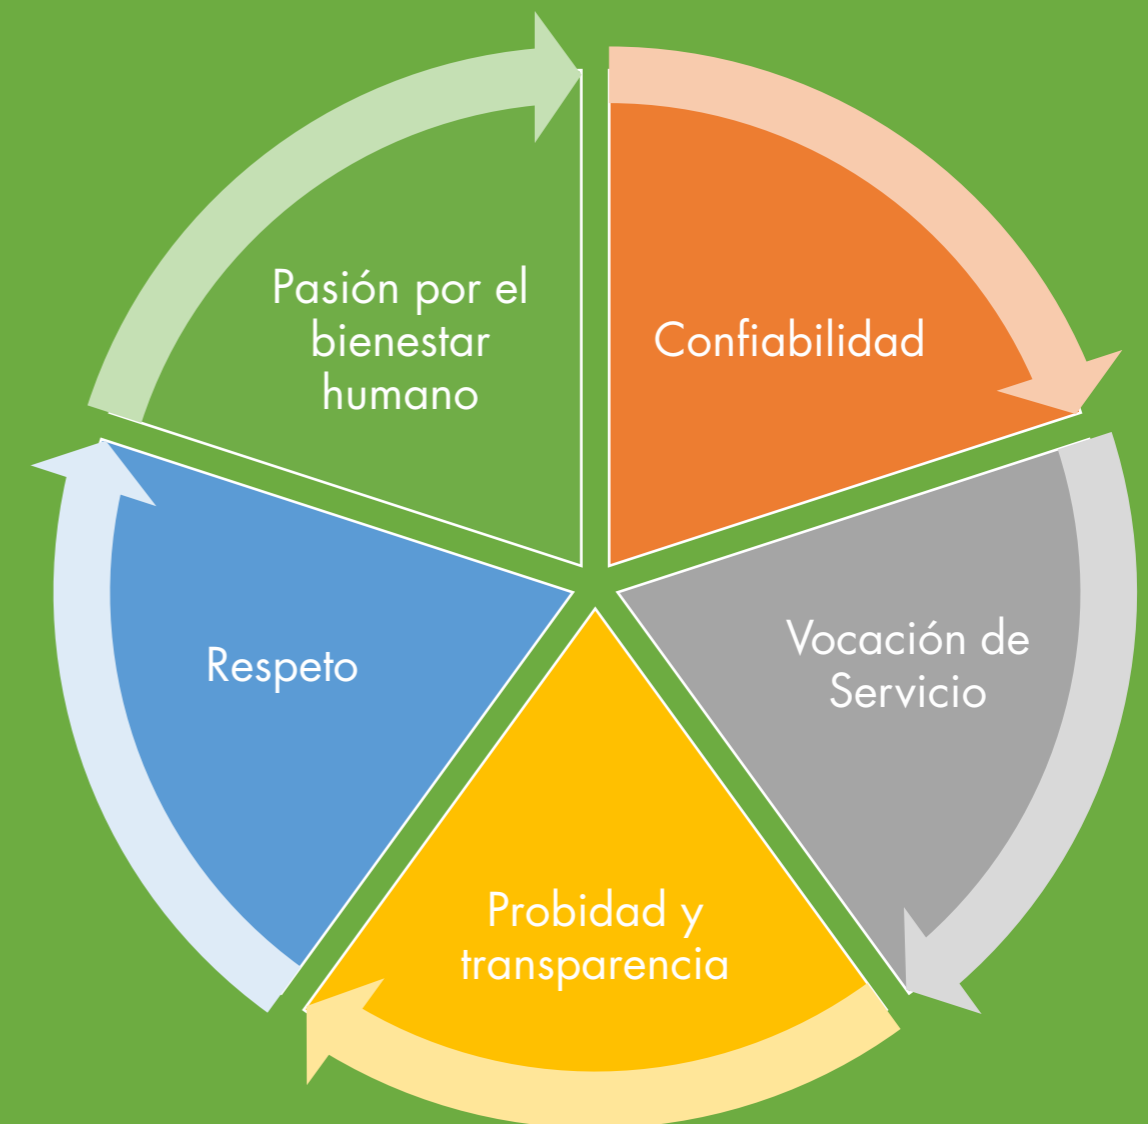 Pasión por el
bienestar
humano
Confiabilidad
Vocación de
Servicio
Respeto
Probidad y
transparencia